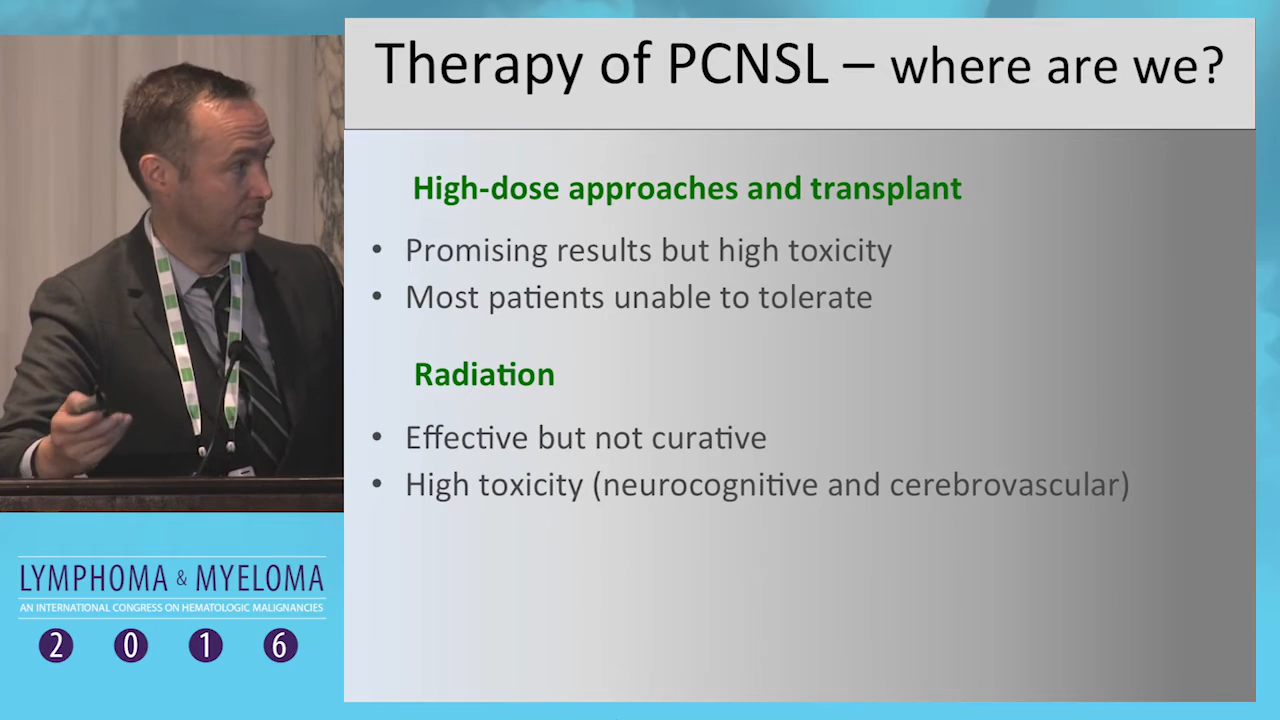 Therapy of PCNSL – where are we?
High-dose approaches and transplant
• Promising results but high toxicity
• Most patients unable to tolerate
Radiation
• Effective but not curative
• High toxicity (neurocognitive and cerebrovascular)
LYMPHOMA & MYELOMA
AN INTERNATIONAL CONGRESS ON HEMATOLOGIC MALIGNANCIES
2 0 1 6